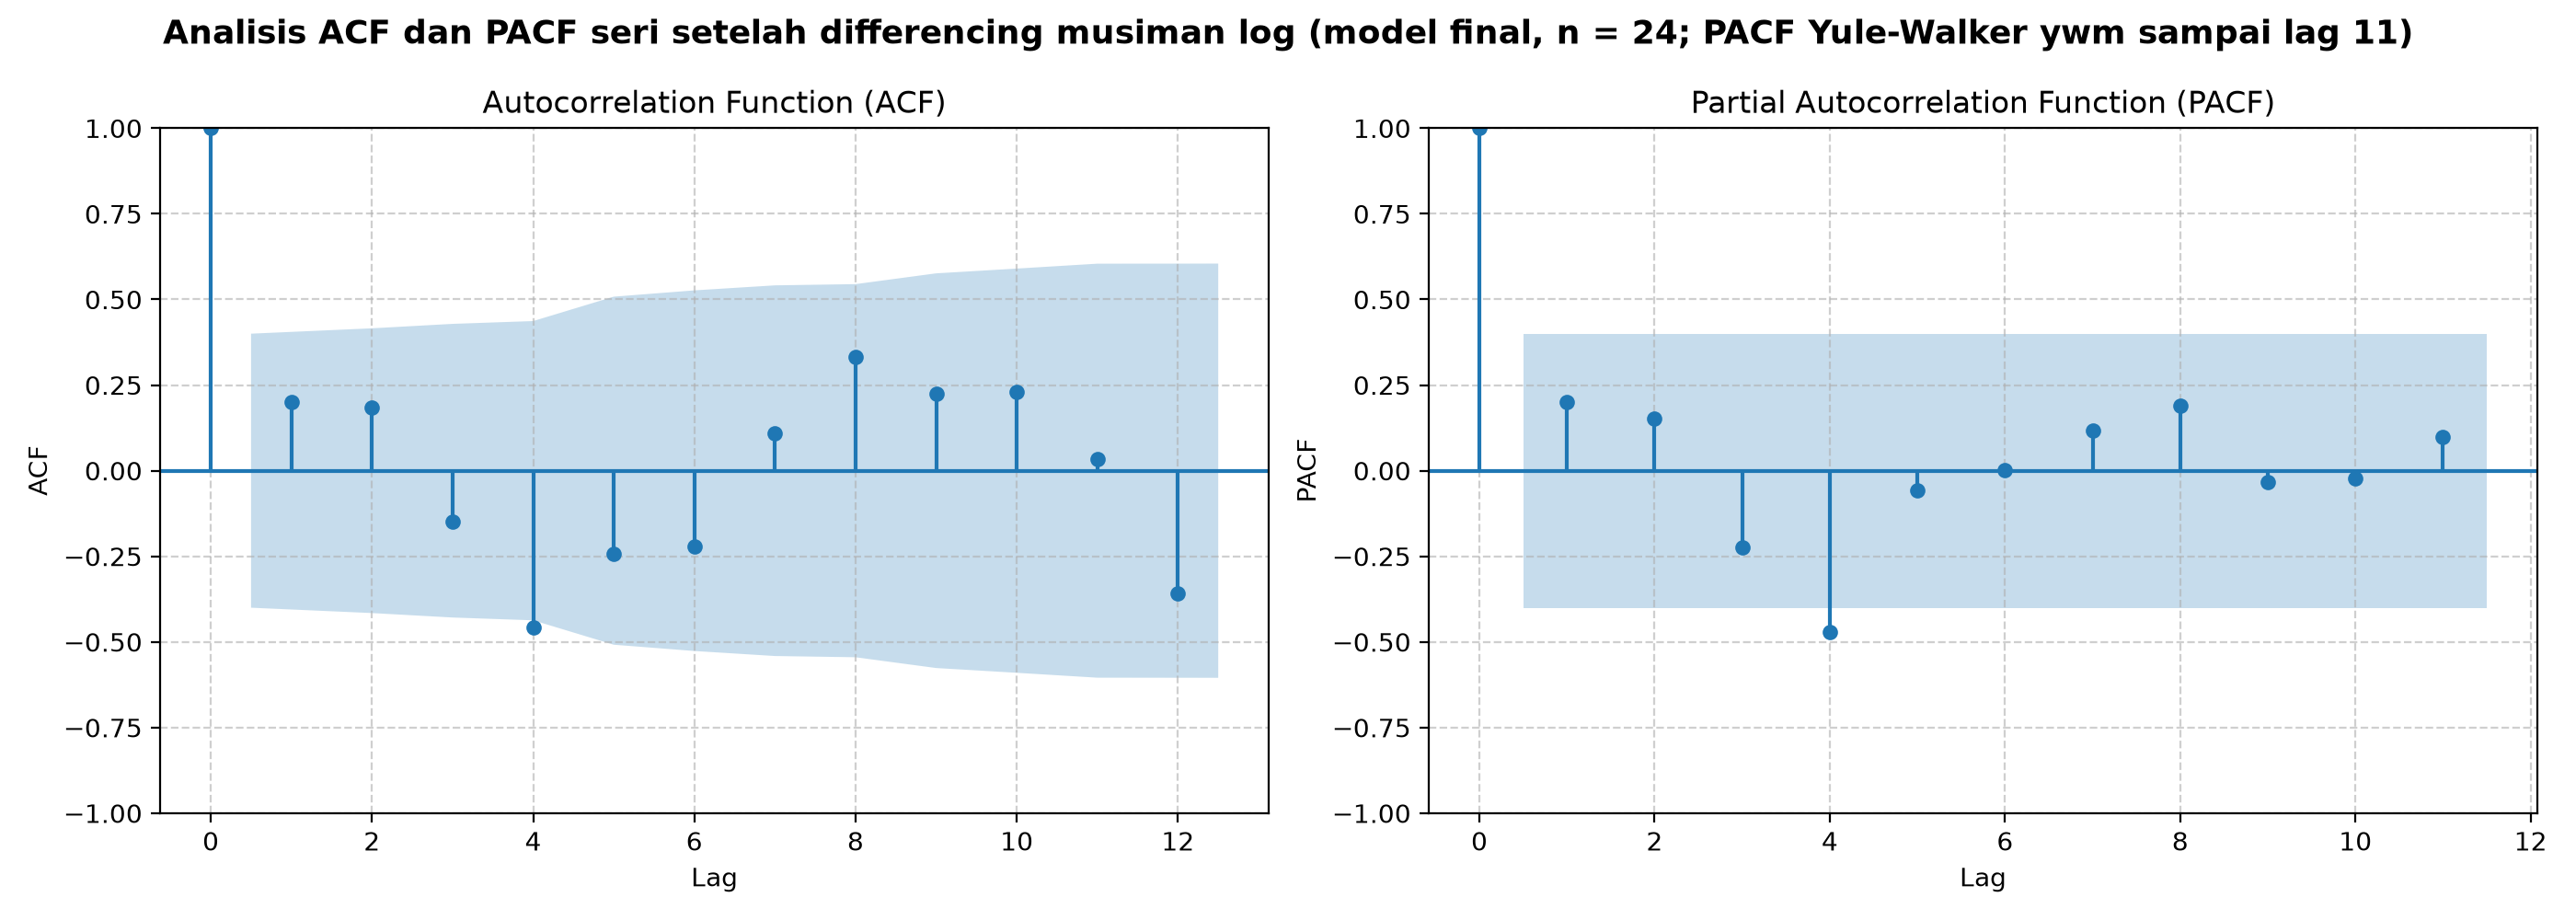 Analisis ACF dan PACF seri setelah differencing musiman log (model final, n = 24; PACF Yule-Walker ywm sampai lag 11)
Autocorrelation Function (ACF)
1.00
0.75
0.50
0.25
0.00
−0.25
−0.50
−0.75
−1.00
ACF
0 2 4 6 8 10 12
Lag
Partial Autocorrelation Function (PACF)
1.00
0.75
0.50
0.25
0.00
−0.25
−0.50
−0.75
−1.00
PACF
0 2 4 6 8 10 12
Lag